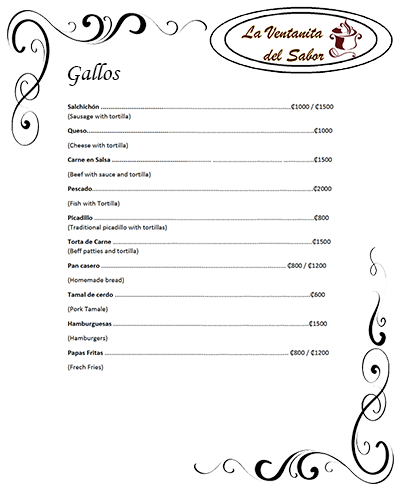 La Ventanita
del Sabor
Gallos
Salchichón ..........₡1000 / ₡1500
(Sausage with tortilla)
Queso..........₡1000
(Cheese with tortilla)
Carne en Salsa ..........₡1500
(Beef with sauce and tortilla)
Pescado..........₡2000
(Fish with Tortilla)
Picadillo ..........₡800
(Traditional picadillo with tortillas)
Torta de Carne ..........₡1500
(Beff patties and tortilla)
Pan casero ..........₡800 / ₡1200
(Homemade bread)
Tamal de cerdo ..........₡600
(Pork Tamale)
Hamburguesas ..........₡1500
(Hamburgers)
Papas Fritas ..........₡800 / ₡1200
(Frech Fries)